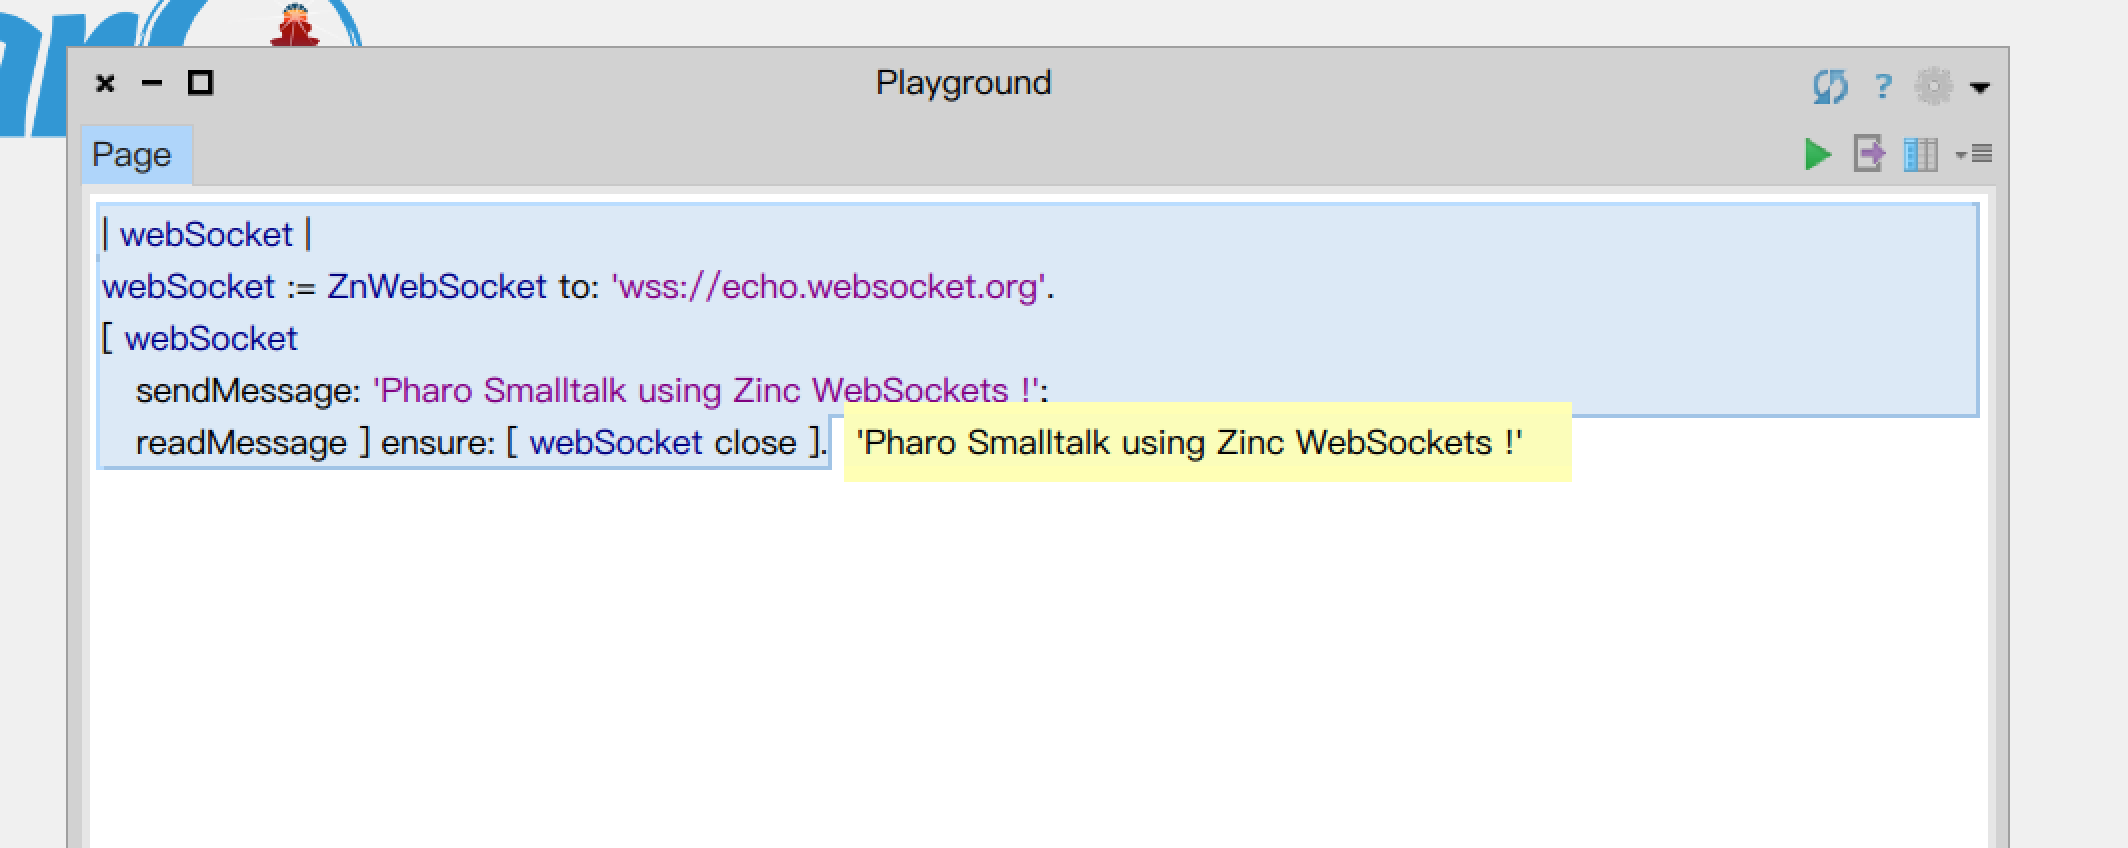 Playground
?
Page
| webSocket |
webSocket := ZnWebSocket to: 'wss://echo.websocket.org'.
[ webSocket
sendMessage: 'Pharo Smalltalk using Zinc WebSockets !';
readMessage ] ensure: [ webSocket close ]. 'Pharo Smalltalk using Zinc WebSockets !'